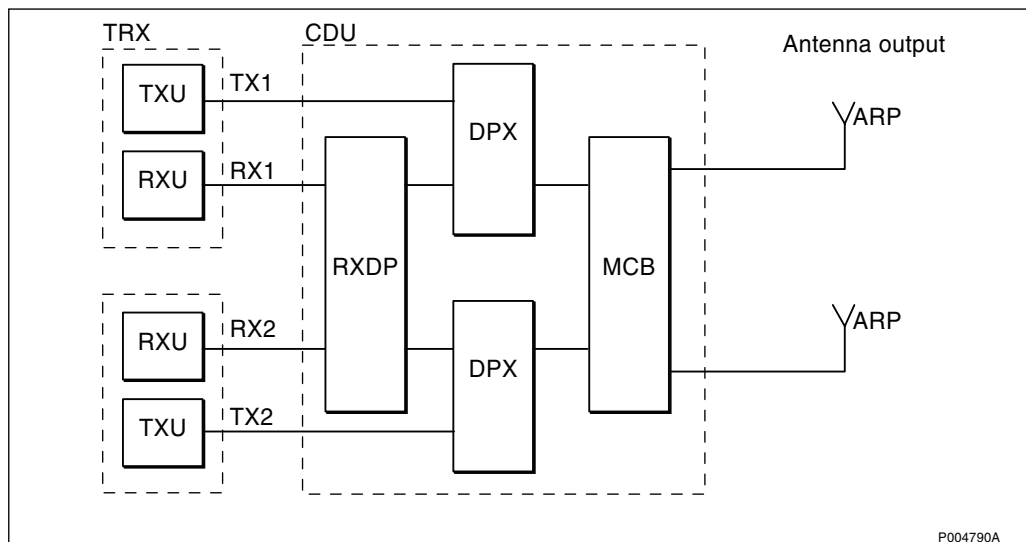 TRX
CDU
Antenna output
TXU
TX1
DPX
ARP
RXU
RX1
RXDP
MCB
RXU
RX2
DPX
ARP
TXU
TX2
P004790A